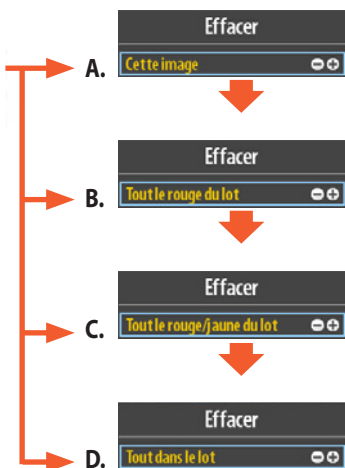 Effacer
A. Cette image
Effacer
B. Tout le rouge du lot
Effacer
C. Tout le rouge/jaune du lot
Effacer
D. Tout dans le lot